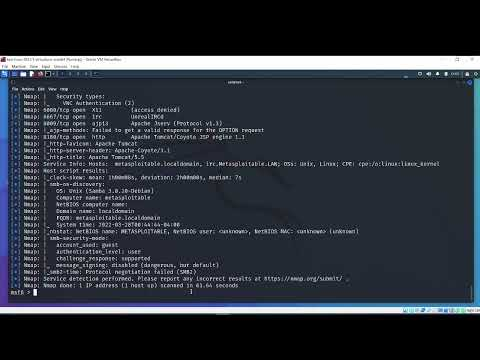 File Machine View Input Devices Help
[*] Nmap: |   Security types:
[*] Nmap: |_    VNC Authentication (2)
[*] Nmap: 6000/tcp open  X11         (access denied)
[*] Nmap: 6667/tcp open  irc         UnrealIRCd
[*] Nmap: 8009/tcp open  ajp13       Apache Jserv (Protocol v1.3)
[*] Nmap: |_ajp-methods: Failed to get a valid response for the OPTION request
[*] Nmap: 8180/tcp open  http        Apache Tomcat/Coyote JSP engine 1.1
[*] Nmap: |_http-favicon: Apache Tomcat
[*] Nmap: |_http-server-header: Apache-Coyote/1.1
[*] Nmap: |_http-title: Apache Tomcat/5.5
[*] Nmap: Service Info: Hosts: metasploitable.localdomain, irc.Metasploitable.LAN; OSs: Unix, Linux; CPE: cpe:/o:linux:linux_kernel
[*] Nmap: Host script results:
[*] Nmap: |_clock-skew: mean: 1h00m08s, deviation: 2h00m00s, median: 7s
[*] Nmap: | smb-os-discovery:
[*] Nmap: |   OS: Unix (Samba 3.0.20-Debian)
[*] Nmap: |   Computer name: metasploitable
[*] Nmap: |   NetBIOS computer name:
[*] Nmap: |   Domain name: localdomain
[*] Nmap: |   FQDN: metasploitable.localdomain
[*] Nmap: |_  System time: 2022-03-28T00:44:44-04:00
[*] Nmap: |_nbstat: NetBIOS name: METASPLOITABLE, NetBIOS user: <unknown>, NetBIOS MAC: <unknown> (unknown)
[*] Nmap: | smb-security-mode:
[*] Nmap: |   account_used: guest
[*] Nmap: |   authentication_level: user
[*] Nmap: |   challenge_response: supported
[*] Nmap: |_  message_signing: disabled (dangerous, but default)
[*] Nmap: |_smb2-time: Protocol negotiation failed (SMB2)
[*] Nmap: Service detection performed. Please report any incorrect results at https://nmap.org/submit/ .
[*] Nmap: Nmap done: 1 IP address (1 host up) scanned in 61.64 seconds
msf6 >